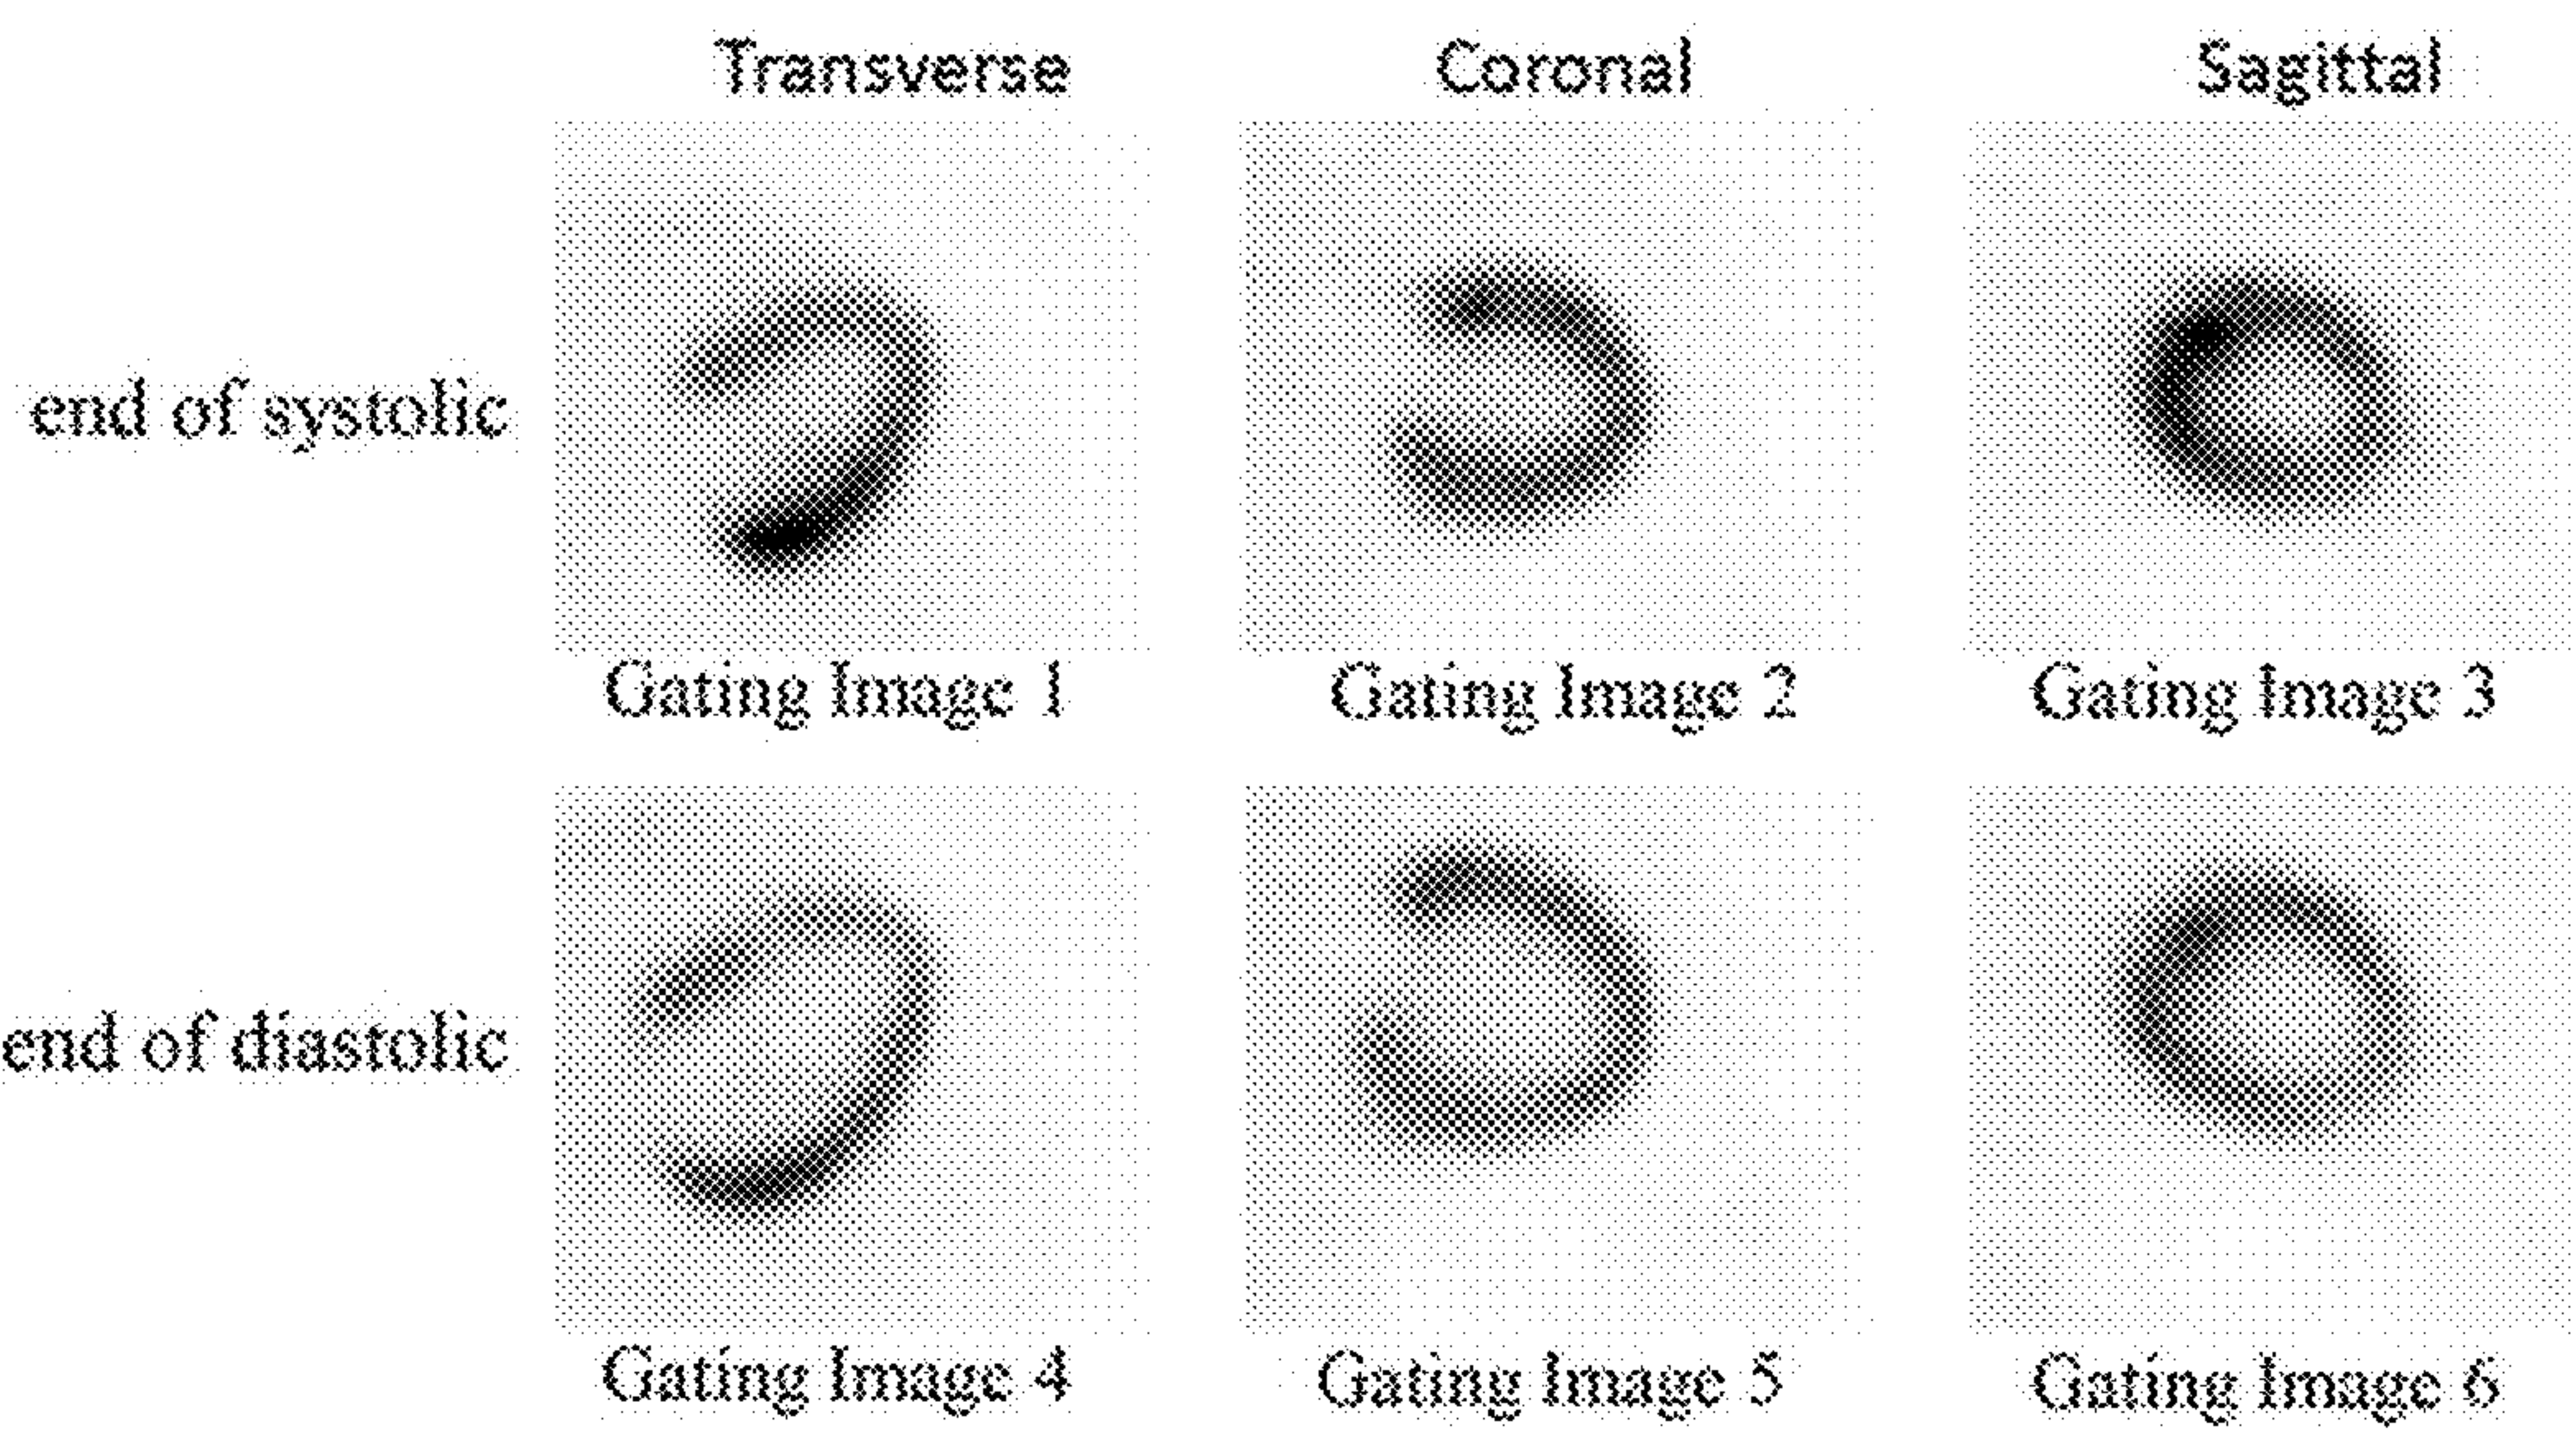 Transverse Coronal Sagittal
end of systolic
Gating Image 1 Gating Image 2 Gating Image 3
end of diastolic
Gating Image 4 Gating Image 5 Gating Image 6